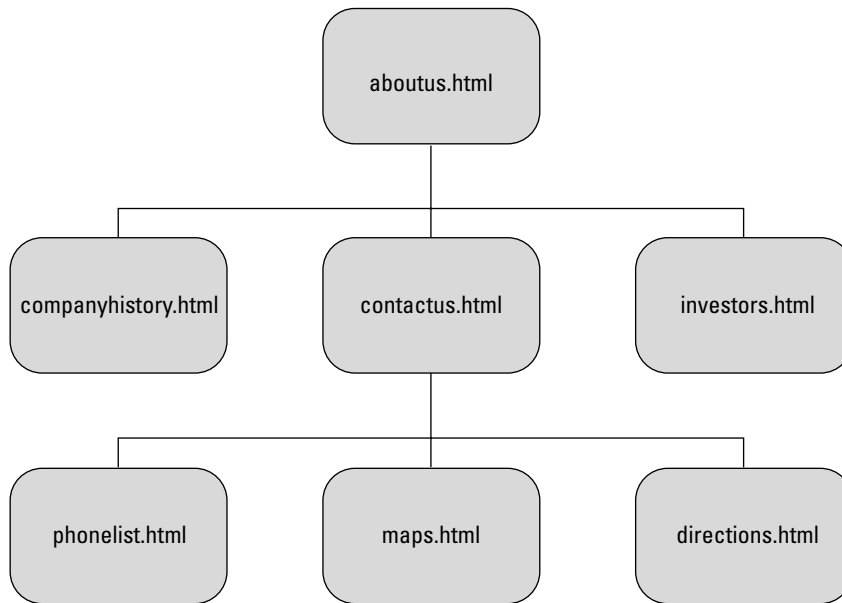 aboutus.html
companyhistory.html
contactus.html
investors.html
phonelist.html
maps.html
directions.html